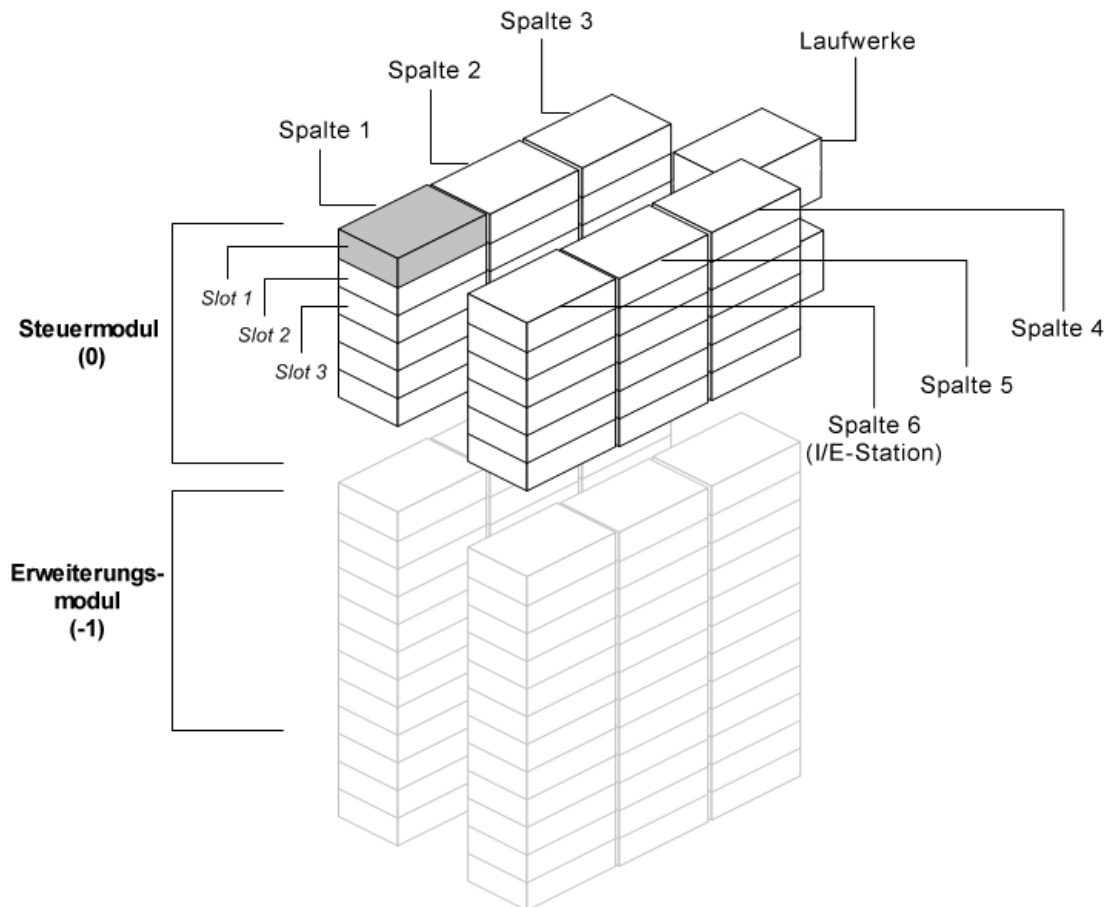 Spalte 3
Laufwerke
Spalte 2
Spalte 1
Slot 1
Slot 2
Slot 3
Steuermodul
(0)
Spalte 4
Spalte 5
Spalte 6
(I/E-Station)
Erweiterungs-
modul
(-1)